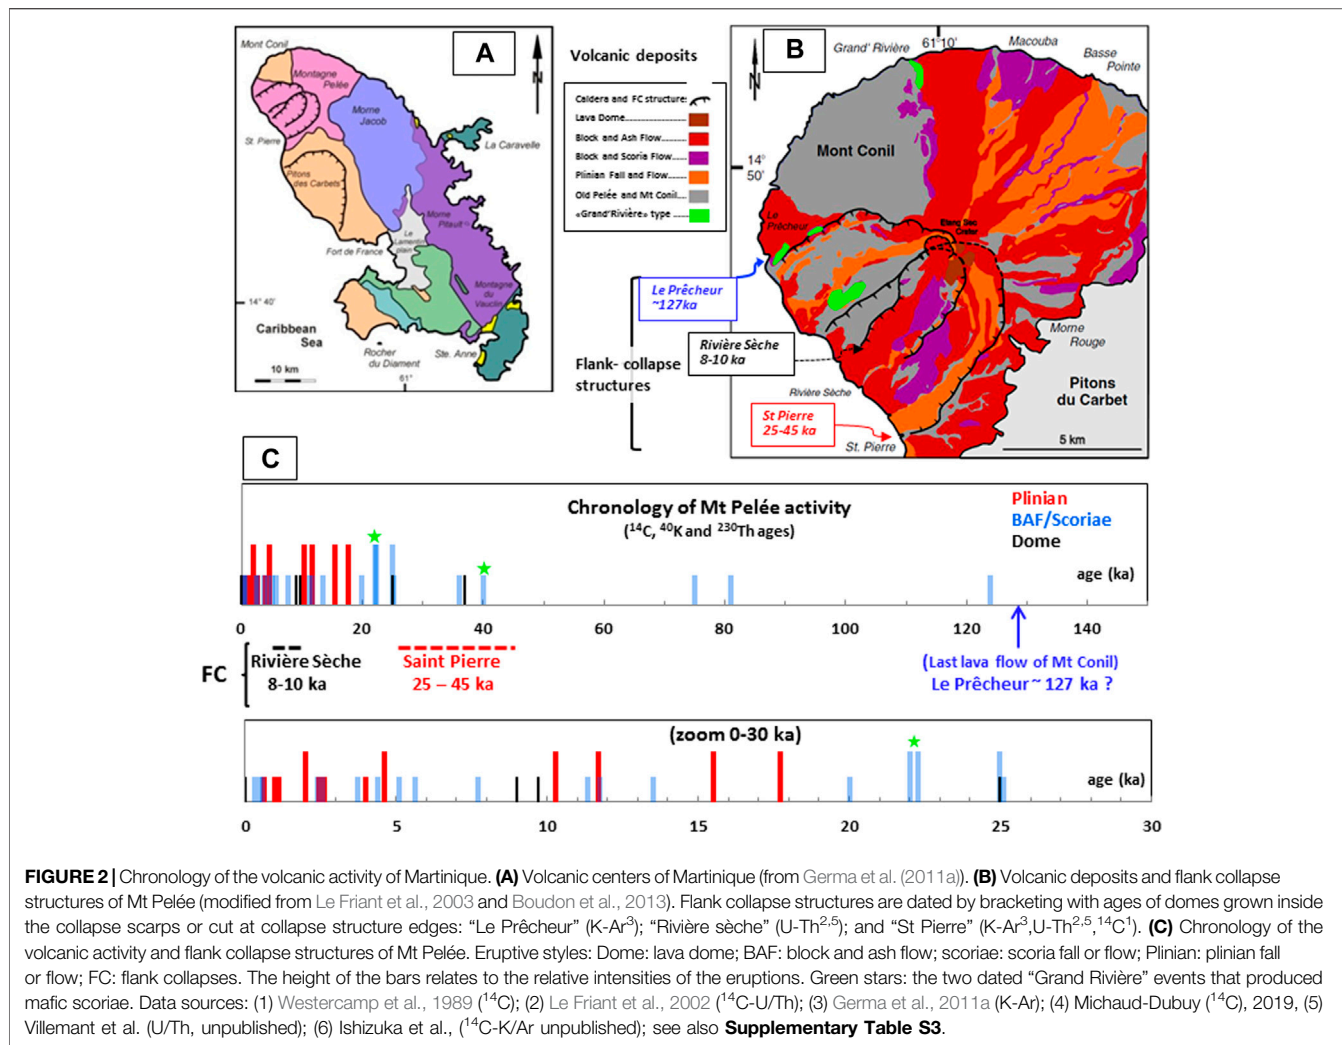 A
Mont Conil
Montagne
Pelée
Morne
Jacob
St. Pierre
La Caravelle
Pitons
des Carbets
Morne
Pitault
Le
Lamentin
plain
Fort de France
Montagne
du
Vauclin
14° 40'
Caribbean
Sea
Rocher
du Diament
Ste. Anne
10 km
61°
N
Volcanic deposits
Caldera and FC structure:
Lava Dome
Block and Ash Flow
Block and Scoria Flow
Plinian Fall and Flow
Old Pelée and Mt Conil
«Grand'Rivière» type
B
N
Grand' Rivière
61° 10'
Macouba
Basse
Pointe
14°
50'
Mont Conil
Le
Prêcheur
Etang Sec
Crater
Le Prêcheur
~127ka
Rivière Sèche
8-10 ka
Flank- collapse
structures
Rivière Sèche
St Pierre
25-45 ka
St. Pierre
Morne
Rouge
Pitons
du Carbet
5 km
C
Chronology of Mt Pelée activity
(14C, 40K and 230Th ages)
Plinian
BAF/Scoriae
Dome
age (ka)
0 20 40 60 80 100 120 140
FC
Rivière Sèche
8-10 ka
Saint Pierre
25 – 45 ka
(Last lava flow of Mt Conil)
Le Prêcheur ~ 127 ka ?
(zoom 0-30 ka)
age (ka)
0 5 10 15 20 25 30
FIGURE 2 | Chronology of the volcanic activity of Martinique. (A) Volcanic centers of Martinique (from Germa et al. (2011a)). (B) Volcanic deposits and flank collapse
structures of Mt Pelée (modified from Le Friant et al., 2003 and Boudon et al., 2013). Flank collapse structures are dated by bracketing with ages of domes grown inside
the collapse scarps or cut at collapse structure edges: “Le Prêcheur” (K-Ar3); “Rivière sèche” (U-Th2,5); and “St Pierre” (K-Ar3,U-Th2,5,14C1). (C) Chronology of the
volcanic activity and flank collapse structures of Mt Pelée. Eruptive styles: Dome: lava dome; BAF: block and ash flow; scoriae: scoria fall or flow; Plinian: plinian fall
or flow; FC: flank collapses. The height of the bars relates to the relative intensities of the eruptions. Green stars: the two dated “Grand Rivière” events that produced
mafic scoriae. Data sources: (1) Westercamp et al., 1989 (14C); (2) Le Friant et al., 2002 (14C-U/Th); (3) Germa et al., 2011a (K-Ar); (4) Michaud-Dubuy (14C), 2019, (5)
Villemant et al. (U/Th, unpublished); (6) Ishizuka et al., (14C-K/Ar unpublished); see also Supplementary Table S3.